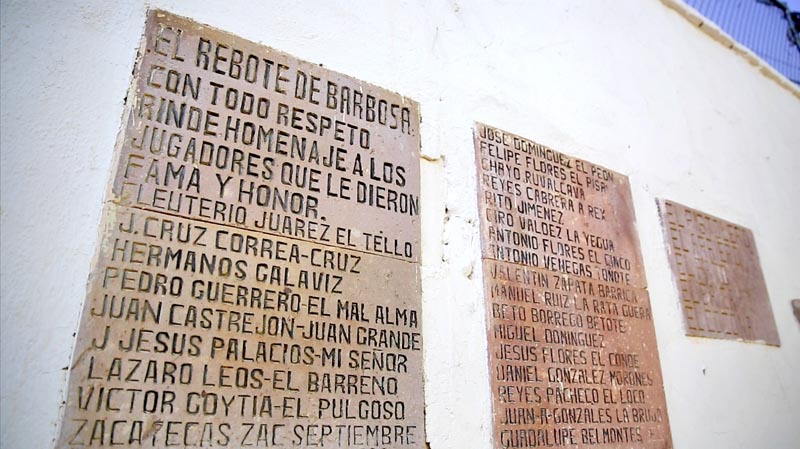 EL REBOTE DE BARBOSA.
CON TODO RESPETO
RINDE HOMENAJE A LOS
JUGADORES QUE LE DIERON
FAMA Y HONOR.
ELEUTERIO JUAREZ EL TELLO
J. CRUZ CORREA-CRUZ
HERMANOS GALAVIZ
PEDRO GUERRERO-EL MAL ALMA
JUAN CASTREJON-JUAN GRANDE
J JESUS PALACIOS-MI SEÑOR
LAZARO LEOS-EL BARRENO
VICTOR GOYTIA-EL PULGOSO
ZACATECAS ZAC SEPTIEMBRE
JOSE DOMINGUEZ EL PEON
FELIPE FLORES EL
CHAYO RUVALCAVA
REYES CABRERA A REX
RITO JIMENEZ
CIRO VALDEZ LA YEGUA
ANTONIO FLORES EL CINCO
ANTONIO VENEGAS
VALENTIN ZAPATA BARRICA
MANUEL RUIZ-LA RATA GUERA
BETO BORREGO BETOTE
MIGUEL DOMINGUEZ
JESUS FLORES EL CONDE
DANIEL GONZALEZ MORONES
REYES PACHECO EL LOCO
JUAN-A-GONZALES LA BRUJA
GUADALUPE BELMONTES